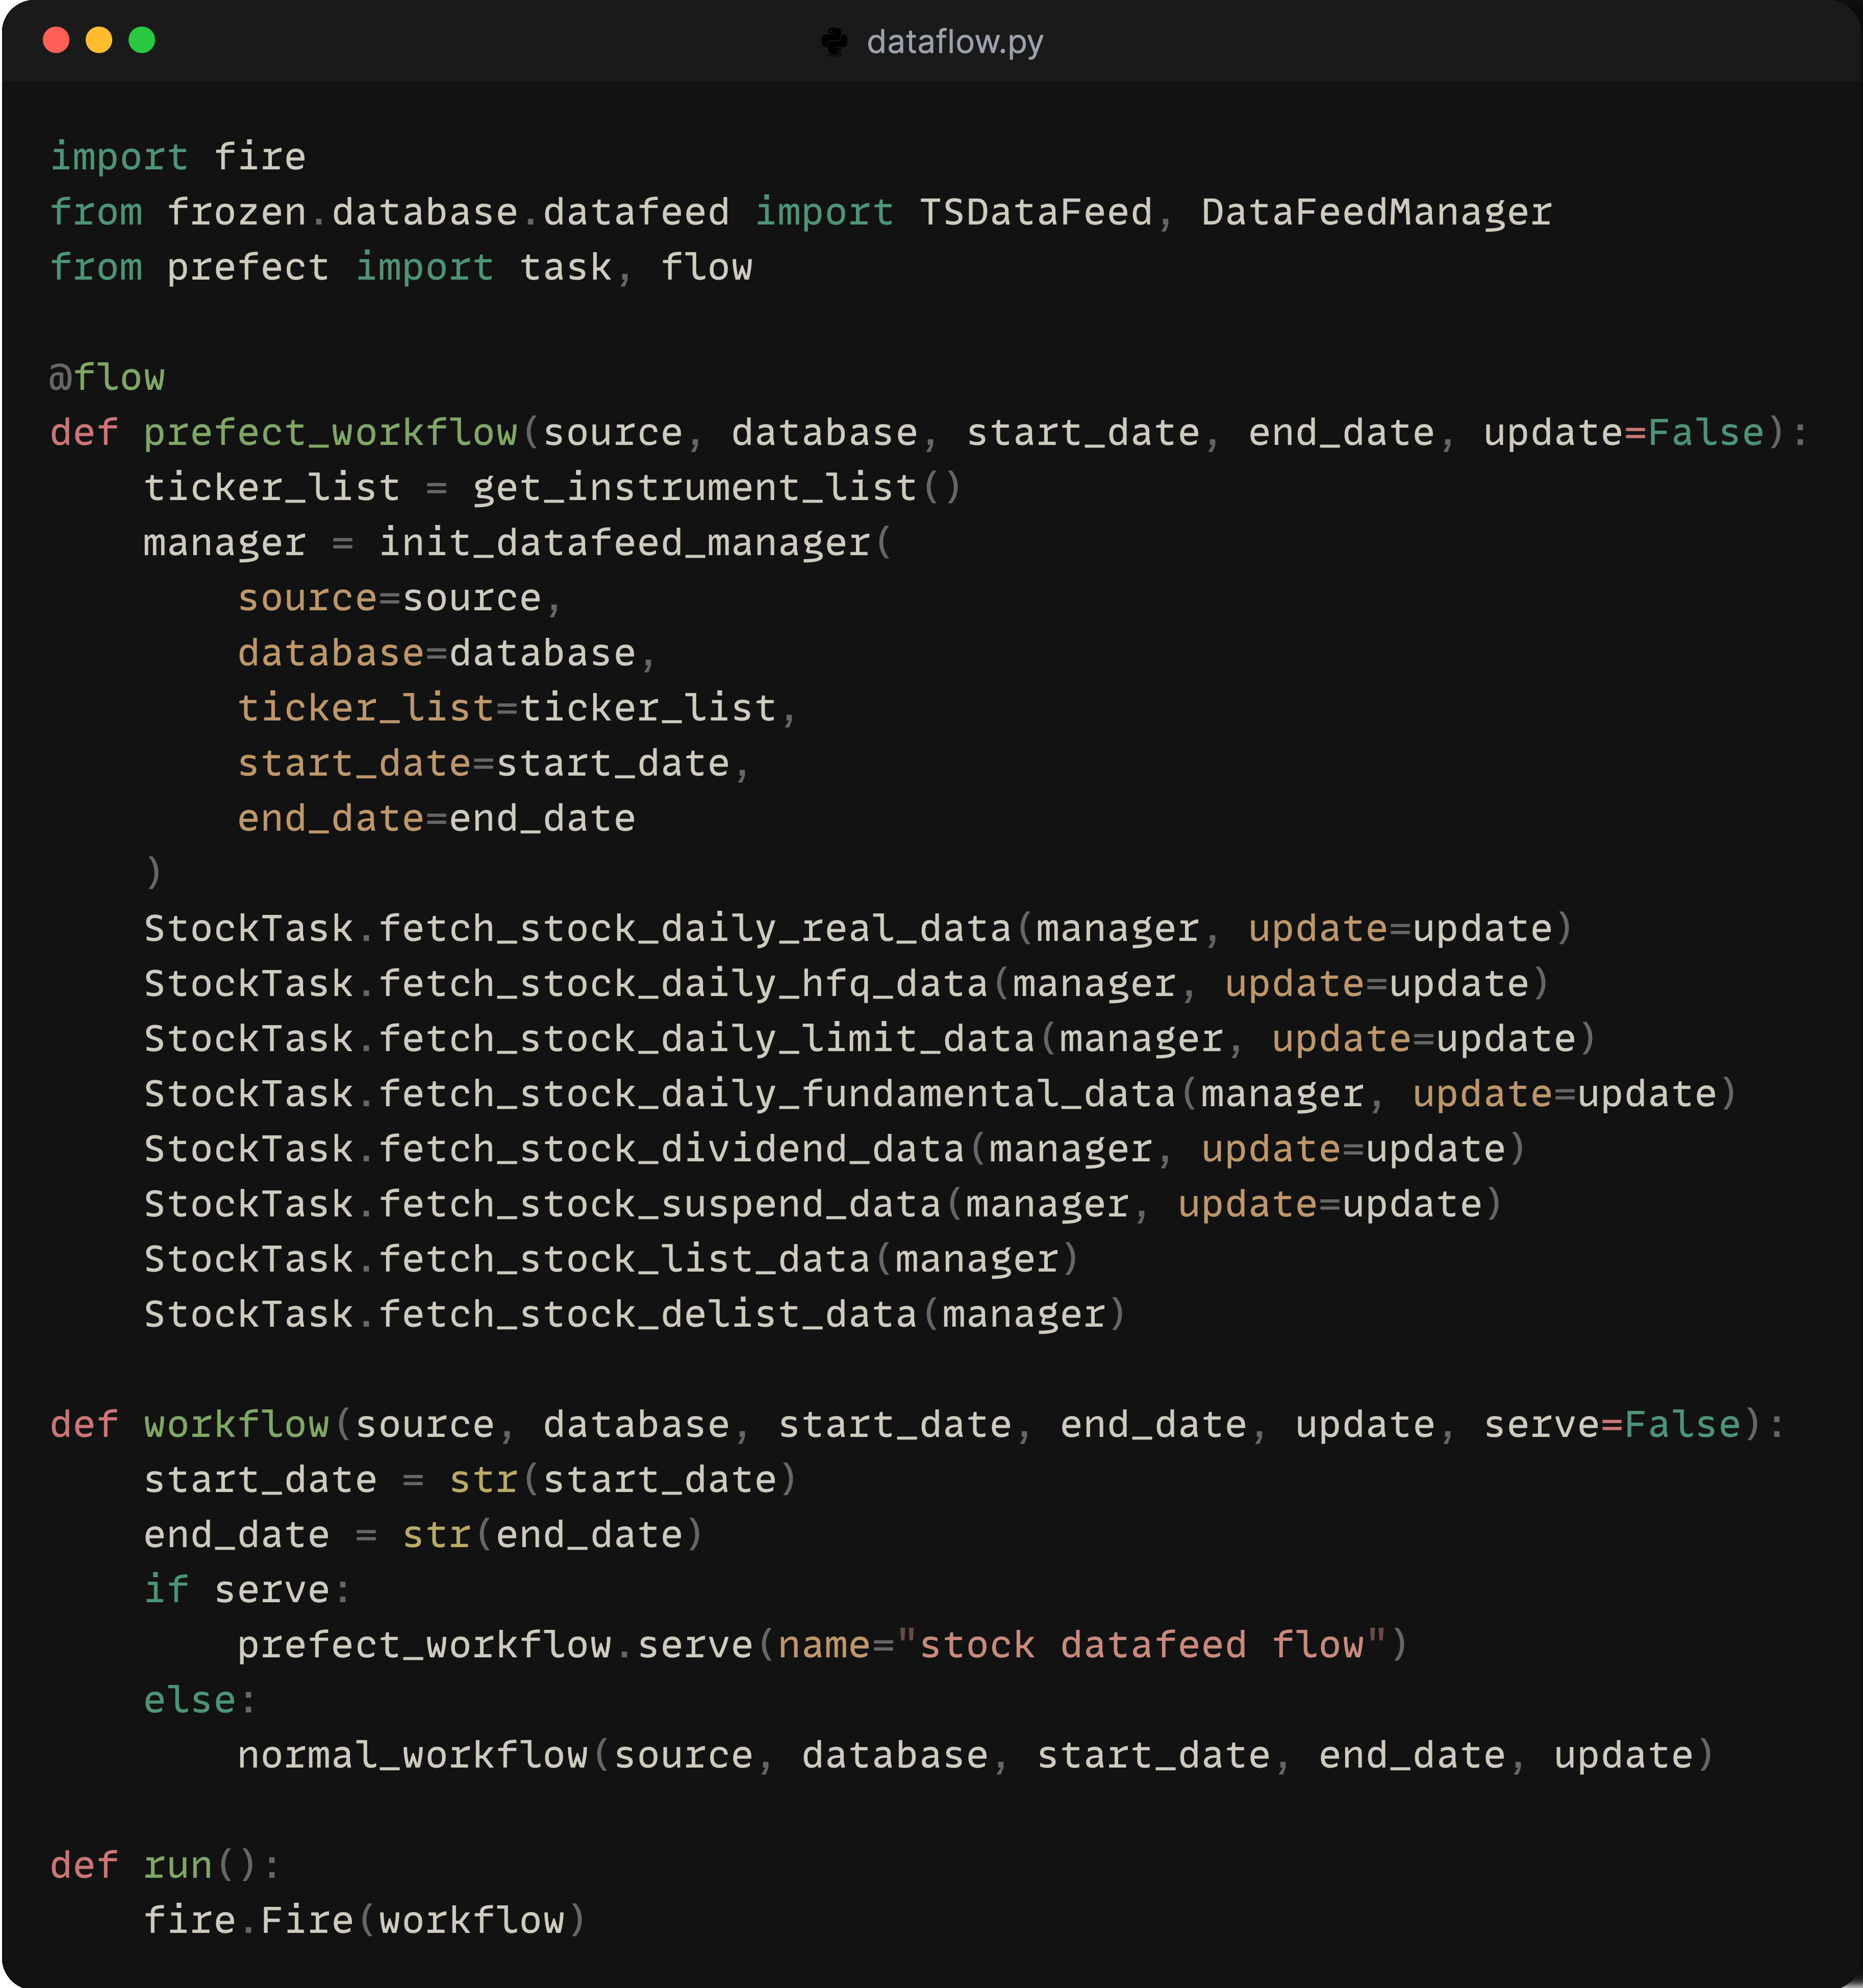 dataflow.py
import fire
from frozen.database.datafeed import TSDataFeed, DataFeedManager
from prefect import task, flow
@flow
def prefect_workflow(source, database, start_date, end_date, update=False):
    ticker_list = get_instrument_list()
    manager = init_datafeed_manager(
        source=source,
        database=database,
        ticker_list=ticker_list,
        start_date=start_date,
        end_date=end_date
    )
    StockTask.fetch_stock_daily_real_data(manager, update=update)
    StockTask.fetch_stock_daily_hfq_data(manager, update=update)
    StockTask.fetch_stock_daily_limit_data(manager, update=update)
    StockTask.fetch_stock_daily_fundamental_data(manager, update=update)
    StockTask.fetch_stock_dividend_data(manager, update=update)
    StockTask.fetch_stock_suspend_data(manager, update=update)
    StockTask.fetch_stock_list_data(manager)
    StockTask.fetch_stock_delist_data(manager)
def workflow(source, database, start_date, end_date, update, serve=False):
    start_date = str(start_date)
    end_date = str(end_date)
    if serve:
        prefect_workflow.serve(name="stock datafeed flow")
    else:
        normal_workflow(source, database, start_date, end_date, update)
def run():
    fire.Fire(workflow)